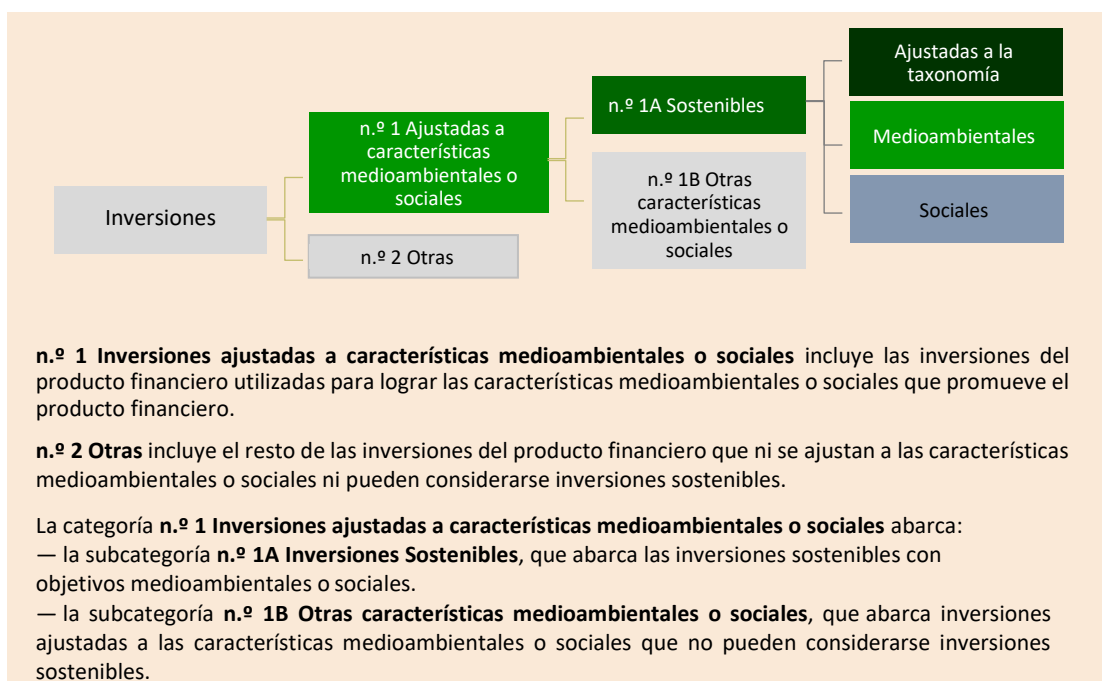 Inversiones
n.º 1 Ajustadas a
características
medioambientales o
sociales
n.º 2 Otras
n.º 1A Sostenibles
n.º 1B Otras
características
medioambientales o
sociales
Ajustadas a la
taxonomía
Medioambientales
Sociales
n.º 1 Inversiones ajustadas a características medioambientales o sociales incluye las inversiones del
producto financiero utilizadas para lograr las características medioambientales o sociales que promueve el
producto financiero.
n.º 2 Otras incluye el resto de las inversiones del producto financiero que ni se ajustan a las características
medioambientales o sociales ni pueden considerarse inversiones sostenibles.
La categoría n.º 1 Inversiones ajustadas a características medioambientales o sociales abarca:
— la subcategoría n.º 1A Inversiones Sostenibles, que abarca las inversiones sostenibles con
objetivos medioambientales o sociales.
— la subcategoría n.º 1B Otras características medioambientales o sociales, que abarca inversiones
ajustadas a las características medioambientales o sociales que no pueden considerarse inversiones
sostenibles.